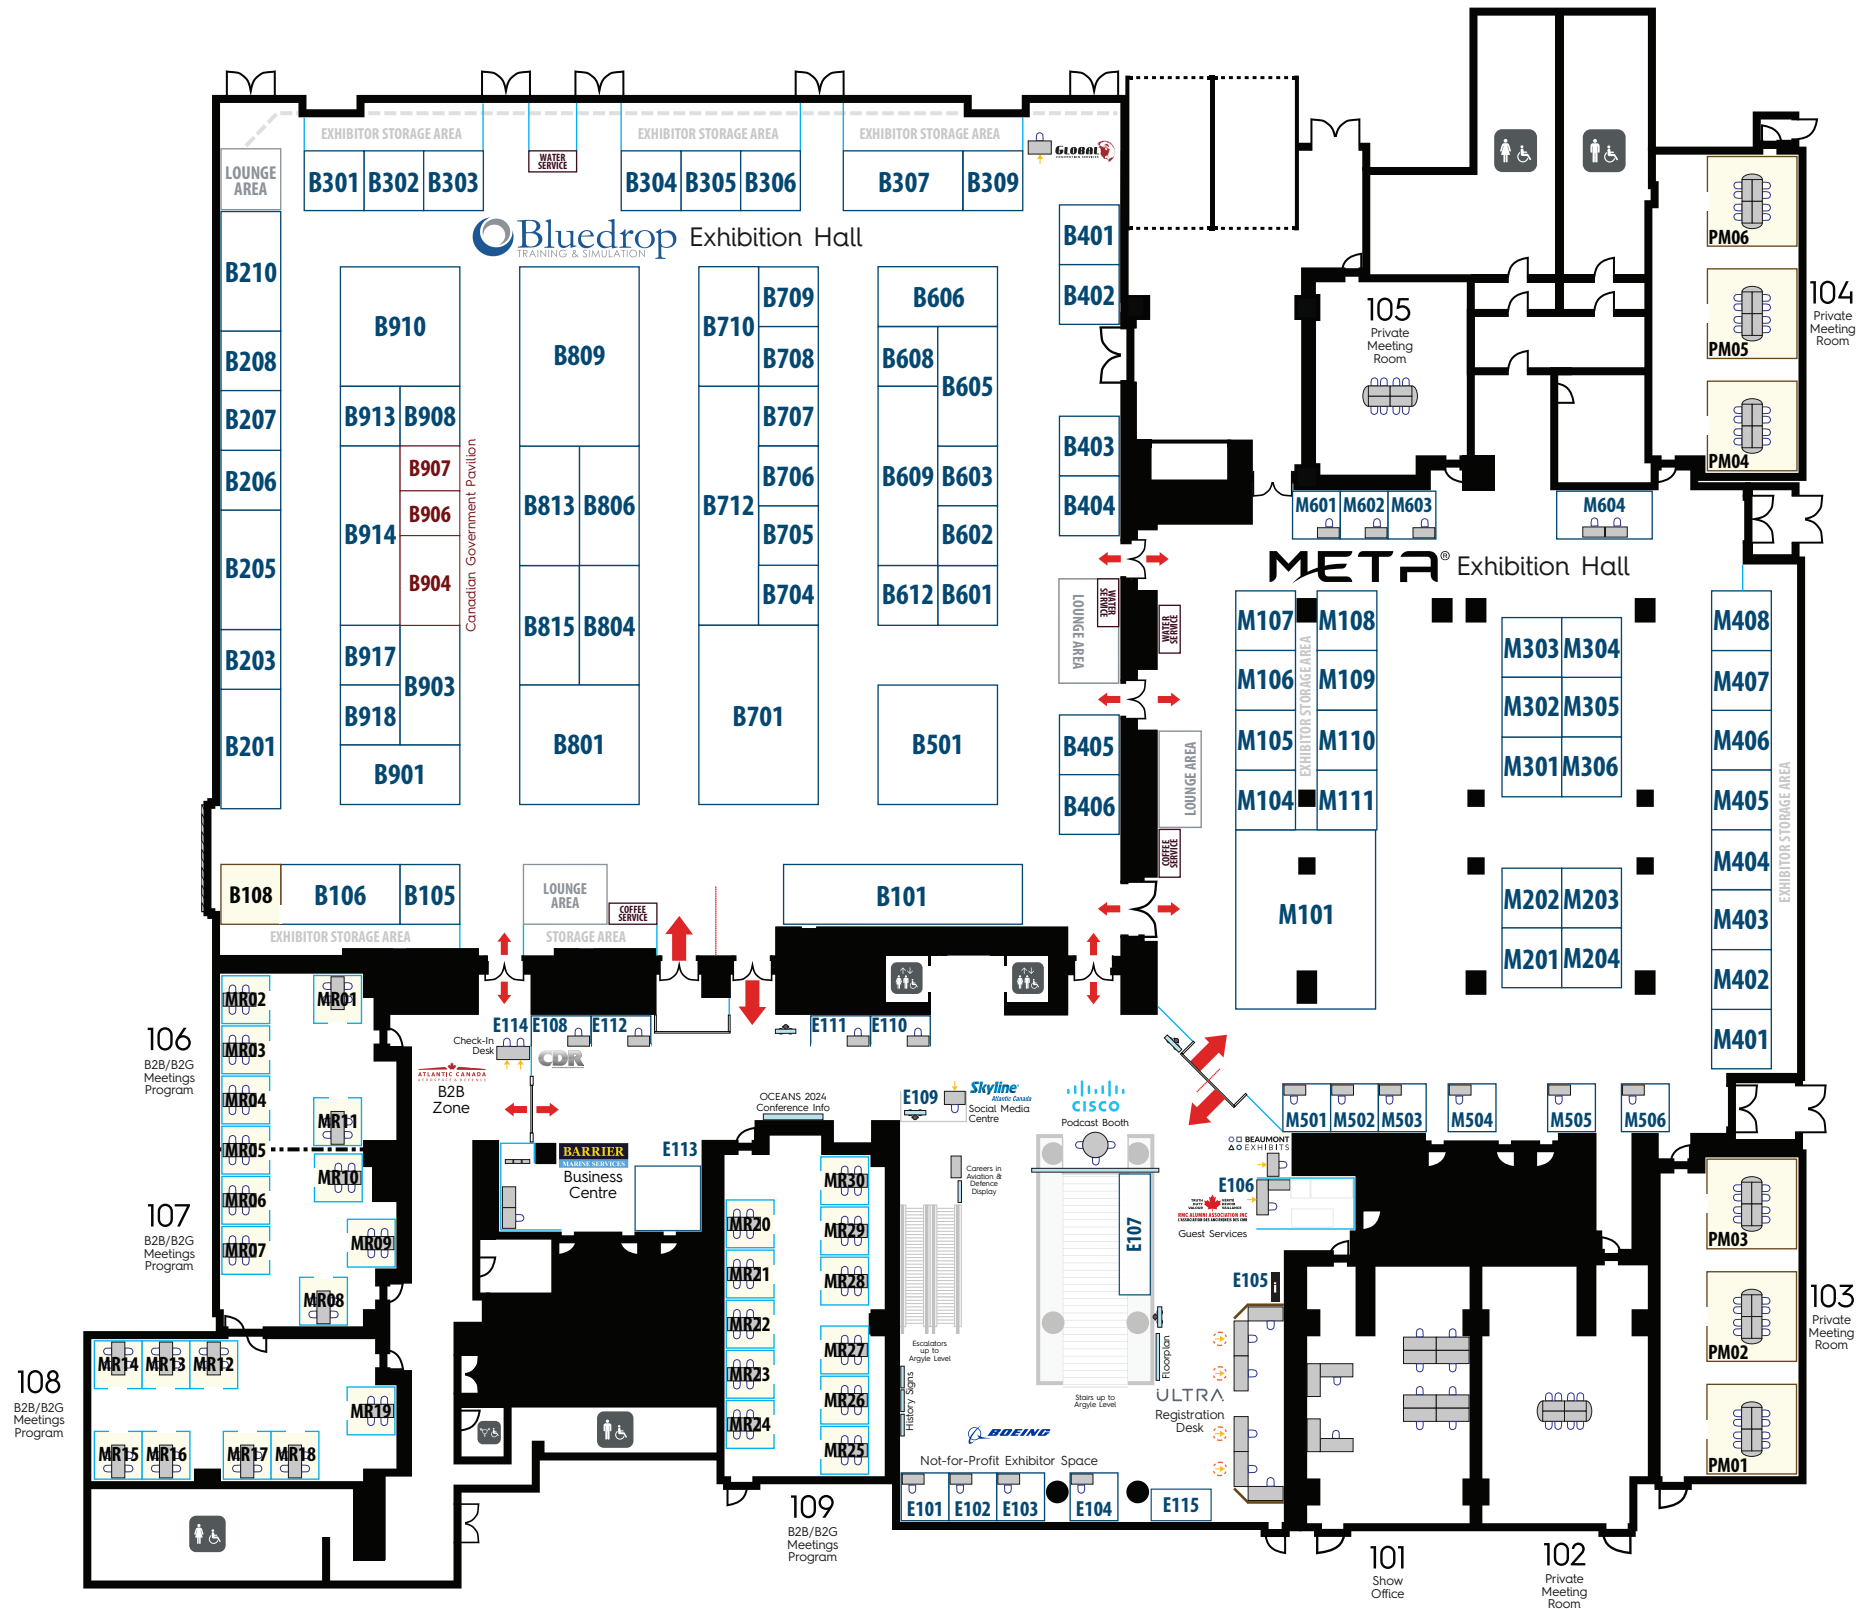 EXHIBITOR STORAGE AREA
EXHIBITOR STORAGE AREA
EXHIBITOR STORAGE AREA
GLOBAL
LOUNGE
AREA
WATER
SERVICE
B301 B302 B303
B304 B305 B306
B307 B309
Bluedrop Exhibition Hall
TRAINING & SIMULATION
B401
B402
B403
B404
B405
B406
B210
B208
B207
B206
B205
B203
B201
B910
B913 B908
B907
B906
B914
B904
Canadian Government Pavilion
B917
B903
B918
B901
B809
B813 B806
B815 B804
B801
B709
B710
B708
B707
B706
B712
B705
B704
B701
B606
B608
B605
B609 B603
B602
B612 B601
B501
LOUNGE AREA
WATER
SERVICE
WATER
SERVICE
LOUNGE AREA
COFFEE
SERVICE
B108 B106 B105
EXHIBITOR STORAGE AREA
LOUNGE
AREA
COFFEE
SERVICE
STORAGE AREA
B101
105
Private
Meeting
Room
PM06
PM05
PM04
104
Private
Meeting
Room
M601 M602 M603
M604
META® Exhibition Hall
M107 M108
M106 M109
M105 M110
M104 M111
EXHIBITOR STORAGE AREA
M101
M303 M304
M302 M305
M301 M306
M202 M203
M201 M204
M408
M407
M406
M405
M404
M403
M402
M401
EXHIBITOR STORAGE AREA
M501 M502 M503 M504 M505 M506
MR02 MR01
MR03
MR04
MR11
MR05
MR10
MR06
MR09
MR07
MR08
106
B2B/B2G
Meetings
Program
107
B2B/B2G
Meetings
Program
108
B2B/B2G
Meetings
Program
MR14 MR13 MR12
MR19
MR15 MR16 MR17 MR18
E114 E108 E112
Check-In
Desk
CDR
ATLANTIC CANADA
AEROSPACE & DEFENCE
B2B
Zone
E111 E110
OCEANS 2024
Conference Info
BARRIER
MARINE SERVICES
Business
Centre
E113
E109
Skyline
Atlantic Canada
Social Media
Centre
CISCO
Podcast Booth
Careers in
Aviation &
Defence
Display
E107
BEAUMONT
EXHIBITS
E106
TRUTH
DUTY
VALOUR
RMC ALUMNI ASSOCIATION INC
Guest Services
E105
i
MR30
MR20 MR29
MR21 MR28
MR22
MR27
MR23
MR26
MR24
MR25
109
B2B/B2G
Meetings
Program
Escalators
up to
Argyle Level
History Signs
Stairs up to
Argyle Level
Floorplan
ULTRA
Registration
Desk
BOEING
Not-for-Profit Exhibitor Space
E101 E102 E103 E104 E115
PM03
PM02
PM01
103
Private
Meeting
Room
101
Show
Office
102
Private
Meeting
Room